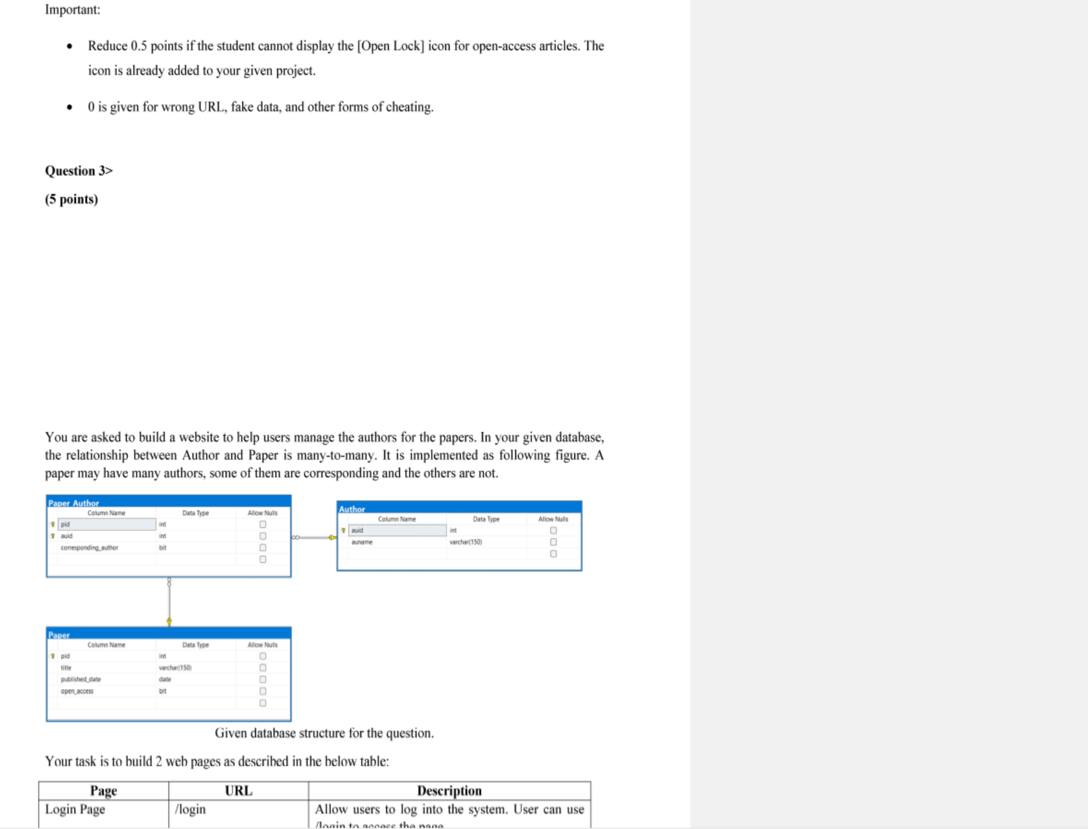 Important:
• Reduce 0.5 points if the student cannot display the [Open Lock] icon for open-access articles. The
icon is already added to your given project.
• 0 is given for wrong URL, fake data, and other forms of cheating.
Question 3>
(5 points)
You are asked to build a website to help users manage the authors for the papers. In your given database,
the relationship between Author and Paper is many-to-many. It is implemented as following figure. A
paper may have many authors, some of them are corresponding and the others are not.
Paper Author
Column Name Data Type Allow Nulls
pid int
auid int
corresponding_author bit
Author
Column Name Data Type Allow Nulls
auid int
auname varchar(150)
Paper
Column Name Data Type Allow Nulls
pid int
title varchar(150)
published_date date
open_access bit
Given database structure for the question.
Your task is to build 2 web pages as described in the below table:
Page URL Description
Login Page /login Allow users to log into the system. User can use
/login to access the page